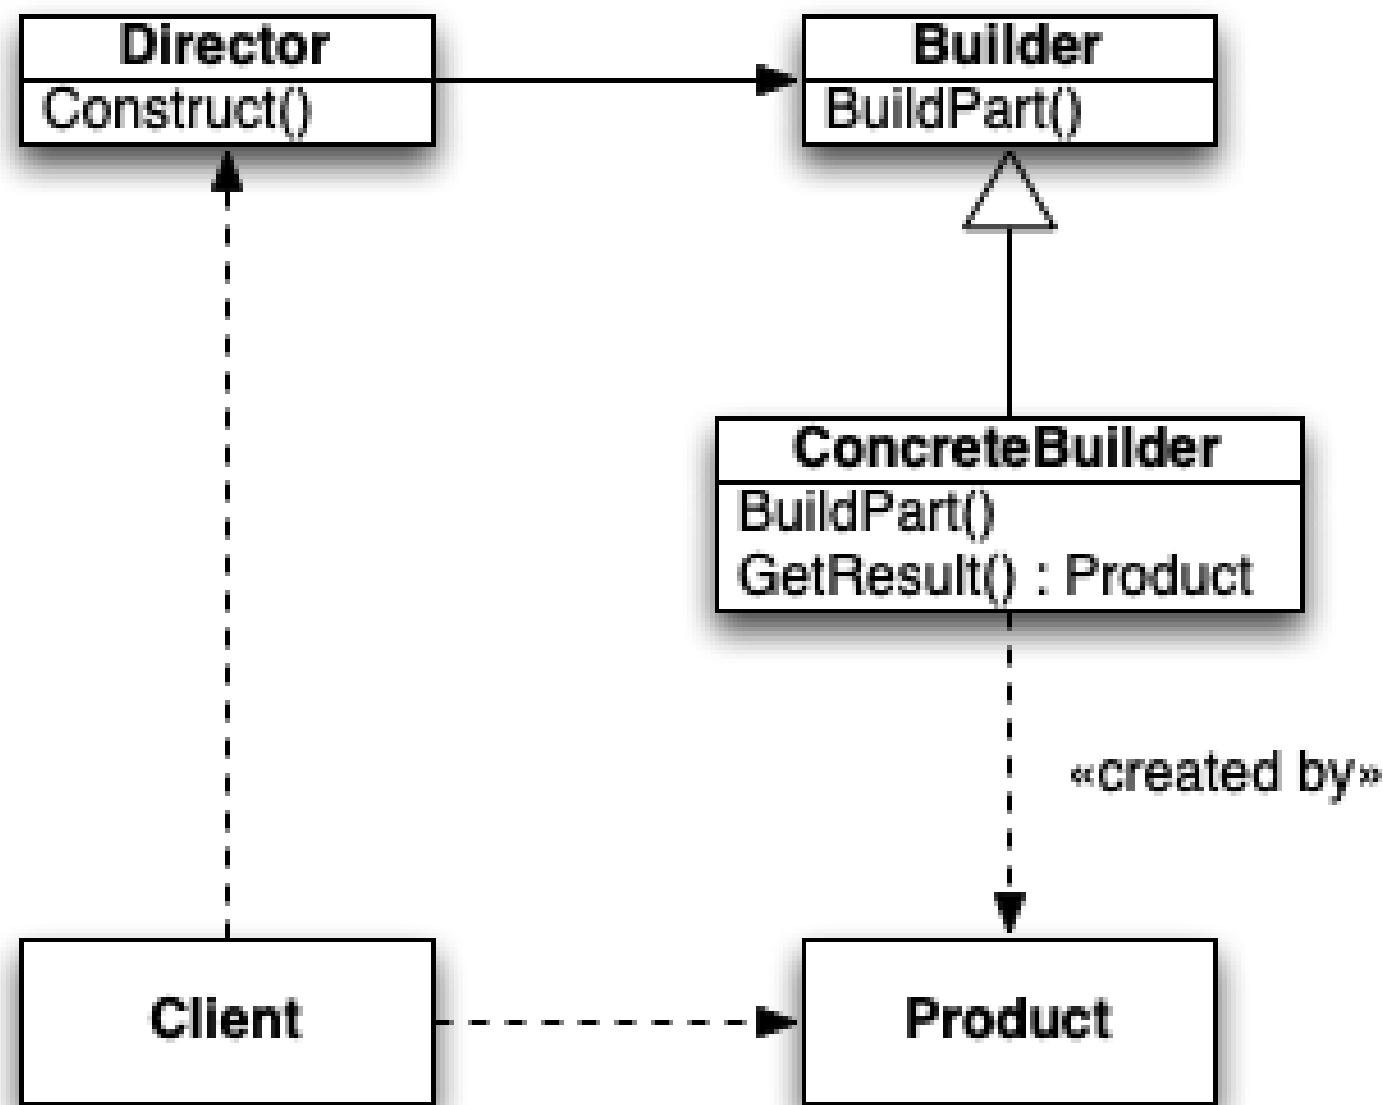 Director
Construct()
Builder
BuildPart()
ConcreteBuilder
BuildPart()
GetResult() : Product
«created by»
Client
Product